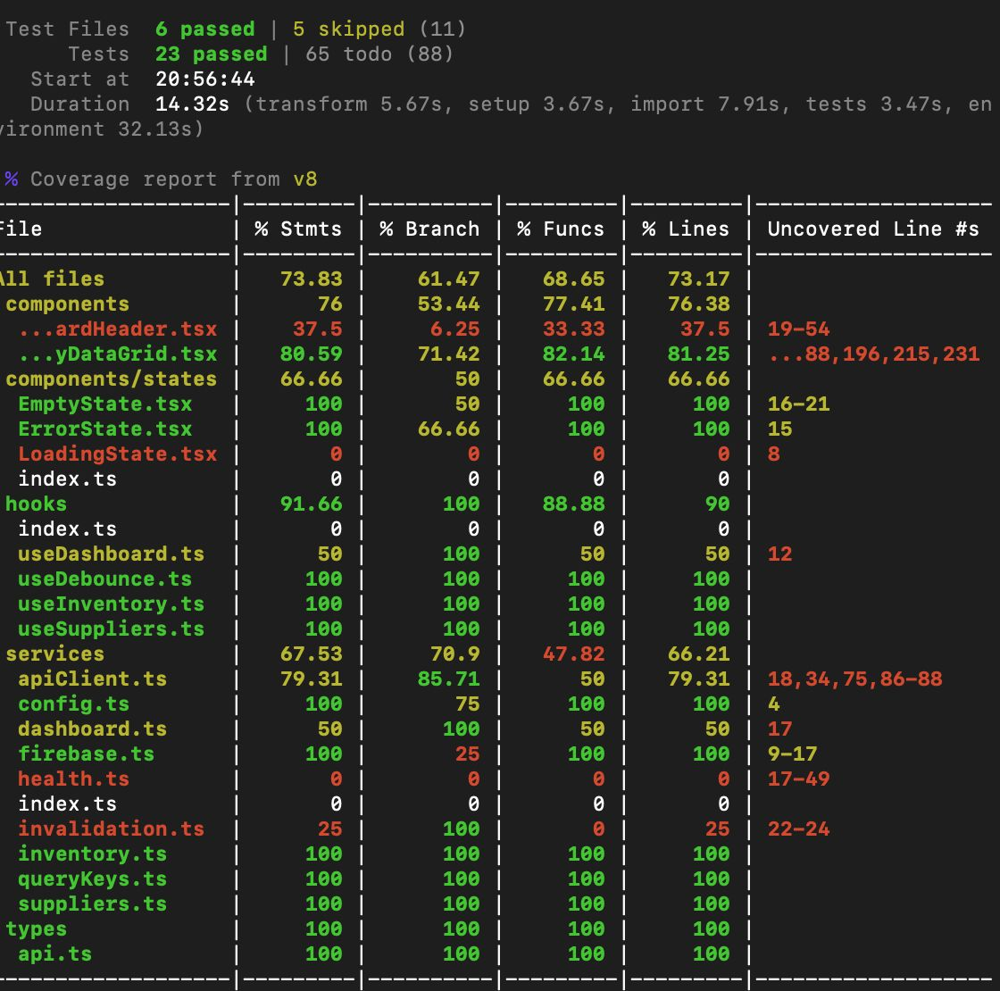 Test Files  6 passed | 5 skipped (11)
Tests  23 passed | 65 todo (88)
Start at  20:56:44
Duration  14.32s (transform 5.67s, setup 3.67s, import 7.91s, tests 3.47s, en
vironment 32.13s)
% Coverage report from v8
-------------------|---------|----------|---------|---------|-------------------
File | % Stmts | % Branch | % Funcs | % Lines | Uncovered Line #s
-------------------|---------|----------|---------|---------|-------------------
All files | 73.83 | 61.47 | 68.65 | 73.17 |
components | 76 | 53.44 | 77.41 | 76.38 |
...ardHeader.tsx | 37.5 | 6.25 | 33.33 | 37.5 | 19-54
...yDataGrid.tsx | 80.59 | 71.42 | 82.14 | 81.25 | ...88,196,215,231
components/states | 66.66 | 50 | 66.66 | 66.66 |
EmptyState.tsx | 100 | 50 | 100 | 100 | 16-21
ErrorState.tsx | 100 | 66.66 | 100 | 100 | 15
LoadingState.tsx | 0 | 0 | 0 | 0 | 8
index.ts | 0 | 0 | 0 | 0 |
hooks | 91.66 | 100 | 88.88 | 90 |
index.ts | 0 | 0 | 0 | 0 |
useDashboard.ts | 50 | 100 | 50 | 50 | 12
useDebounce.ts | 100 | 100 | 100 | 100 |
useInventory.ts | 100 | 100 | 100 | 100 |
useSuppliers.ts | 100 | 100 | 100 | 100 |
services | 67.53 | 70.9 | 47.82 | 66.21 |
apiClient.ts | 79.31 | 85.71 | 50 | 79.31 | 18,34,75,86-88
config.ts | 100 | 75 | 100 | 100 | 4
dashboard.ts | 50 | 100 | 50 | 50 | 17
firebase.ts | 100 | 25 | 100 | 100 | 9-17
health.ts | 0 | 0 | 0 | 0 | 17-49
index.ts | 0 | 0 | 0 | 0 |
invalidation.ts | 25 | 100 | 0 | 25 | 22-24
inventory.ts | 100 | 100 | 100 | 100 |
queryKeys.ts | 100 | 100 | 100 | 100 |
suppliers.ts | 100 | 100 | 100 | 100 |
types | 100 | 100 | 100 | 100 |
api.ts | 100 | 100 | 100 | 100 |
-------------------|---------|----------|---------|---------|-------------------